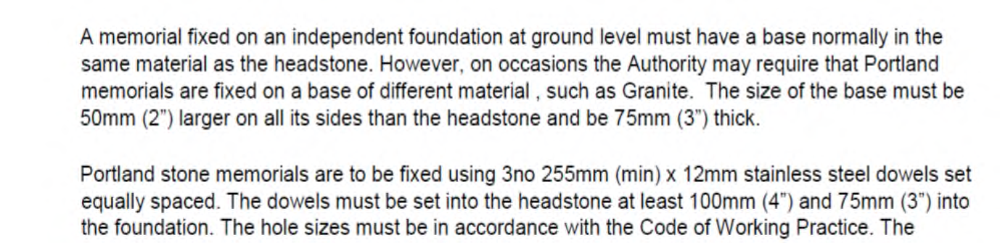 A memorial fixed on an independent foundation at ground level must have a base normally in the
same material as the headstone. However, on occasions the Authority may require that Portland
memorials are fixed on a base of different material , such as Granite.  The size of the base must be
50mm (2”) larger on all its sides than the headstone and be 75mm (3”) thick.
Portland stone memorials are to be fixed using 3no 255mm (min) x 12mm stainless steel dowels set
equally spaced. The dowels must be set into the headstone at least 100mm (4”) and 75mm (3”) into
the foundation. The hole sizes must be in accordance with the Code of Working Practice. The